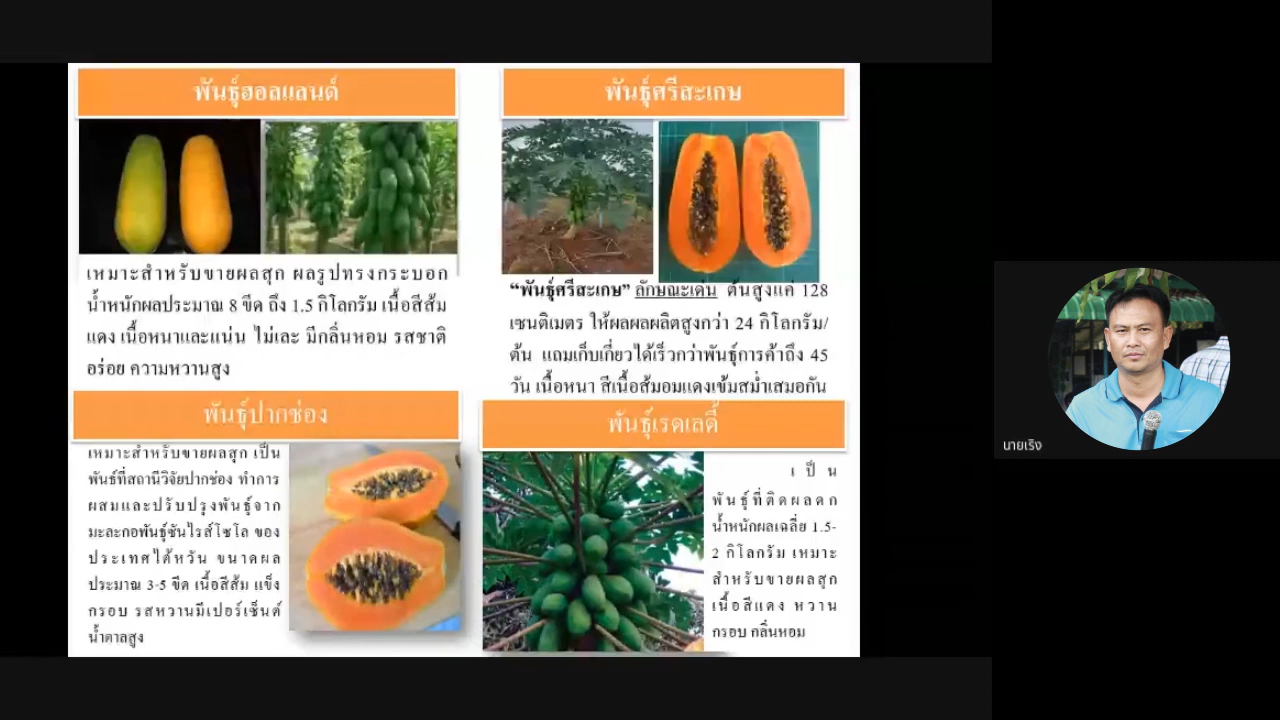 พันธุ์ฮอลแลนด์
เหมาะสำหรับขายผลสุก ผลรูปทรงกระบอก
น้ำหนักผลประมาณ 8 ขีด ถึง 1.5 กิโลกรัม เนื้อสีส้ม
แดง เนื้อหนาและแน่น ไม่เละ มีกลิ่นหอม รสชาติ
อร่อย ความหวานสูง
พันธุ์ศรีสะเกษ
“พันธุ์ศรีสะเกษ” ลักษณะเด่น ต้นสูงแค่ 128
เซนติเมตร ให้ผลผลผลิตสูงกว่า 24 กิโลกรัม/
ต้น แถมเก็บเกี่ยวได้เร็วกว่าพันธุ์การค้าถึง 45
วัน เนื้อหนา สีเนื้อส้มอมแดงเข้มสม่ำเสมอกัน
พันธุ์ปากช่อง
เหมาะสำหรับขายผลสุก เป็น
พันธ์ที่สถานีวิจัยปากช่อง ทำการ
ผสมและปรับปรุงพันธุ์จาก
มะละกอพันธุ์ซันไรส์โซโล ของ
ประเทศไต้หวัน ขนาดผล
ประมาณ 3-5 ขีด เนื้อสีส้ม แข็ง
กรอบ รสหวานมีเปอร์เซ็นต์
น้ำตาลสูง
พันธุ์เรดเลดี้
เป็น
พันธุ์ที่ติดผลดก
น้ำหนักผลเฉลี่ย 1.5-
2 กิโลกรัม เหมาะ
สำหรับขายผลสุก
เนื้อสีแดง หวาน
กรอบ กลิ่นหอม
นายเริง